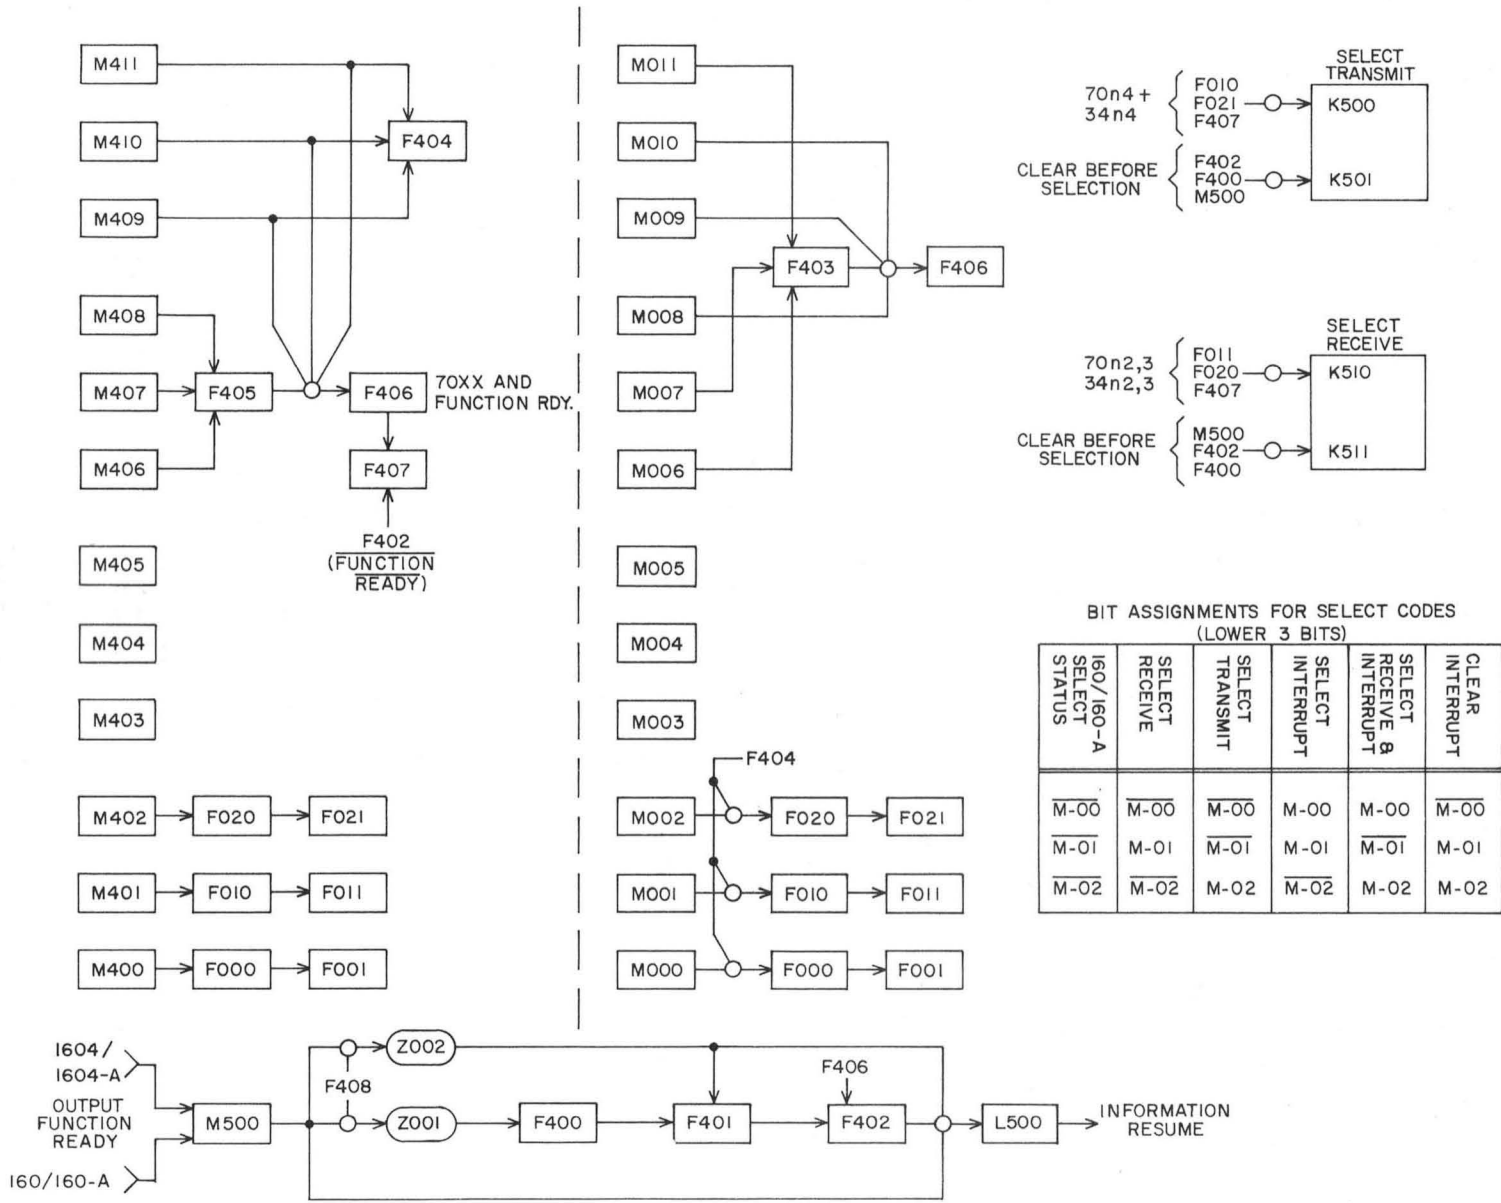 M411
M410
F404
M409
M408
M407
F405
F406
70XX AND
FUNCTION RDY.
M406
F407
F402
(FUNCTION
READY)
M405
M404
M403
M402
F020
F021
M401
F010
F011
M400
F000
F001
M011
M010
M009
F403
F406
M008
M007
M006
M005
M004
M003
F404
M002
F020
F021
M001
F010
F011
M000
F000
F001
SELECT
TRANSMIT
70n4 +
34n4
F010
F021
F407
K500
CLEAR BEFORE
SELECTION
F402
F400
M500
K501
SELECT
RECEIVE
70n2,3
34n2,3
F011
F020
F407
K510
CLEAR BEFORE
SELECTION
M500
F402
F400
K511
BIT ASSIGNMENTS FOR SELECT CODES
(LOWER 3 BITS)
160/160-A
SELECT
STATUS
SELECT
RECEIVE
SELECT
TRANSMIT
SELECT
INTERRUPT
SELECT
RECEIVE &
INTERRUPT
CLEAR
INTERRUPT
M-00 M-00 M-00 M-00 M-00 M-00
M-01 M-01 M-01 M-01 M-01 M-01
M-02 M-02 M-02 M-02 M-02 M-02
1604/
1604-A
OUTPUT
FUNCTION
READY
160/160-A
M500
F408
Z002
Z001
F400
F401
F406
F402
L500
INFORMATION
RESUME